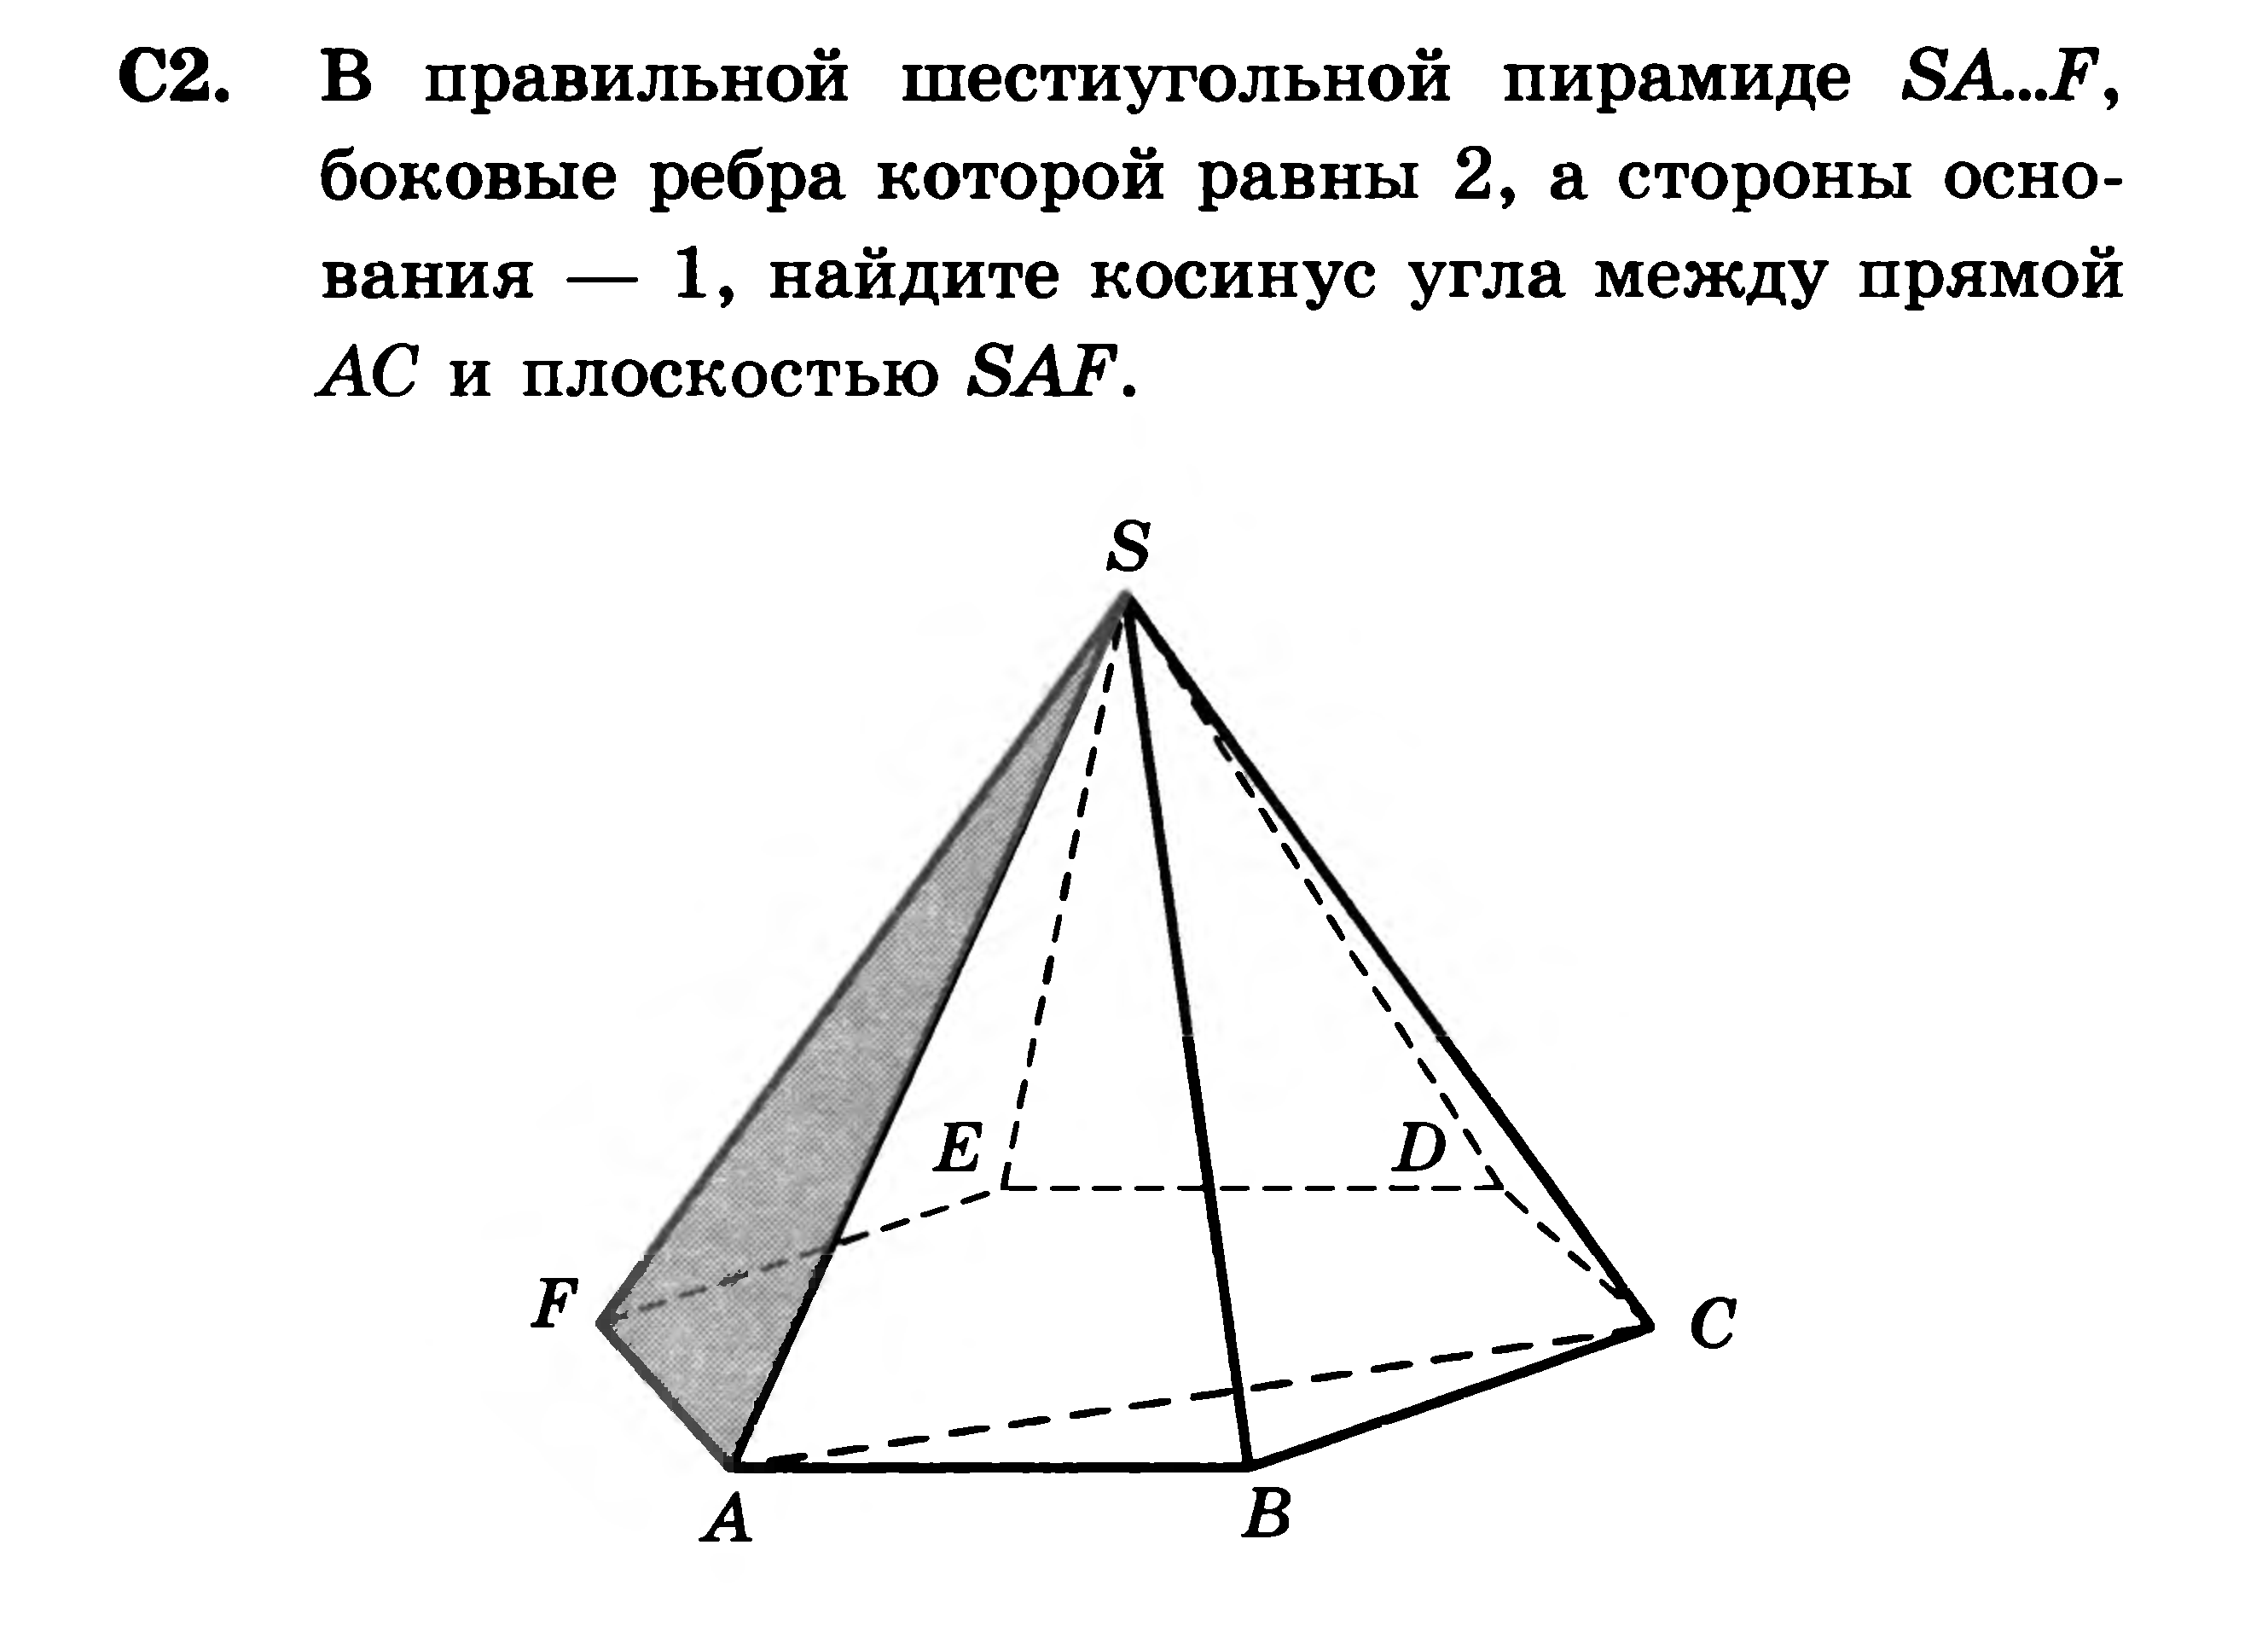 С2. В правильной шестиугольной пирамиде SA...F,
боковые ребра которой равны 2, а стороны осно-
вания — 1, найдите косинус угла между прямой
AC и плоскостью SAF.
S
E
D
F
C
A
B